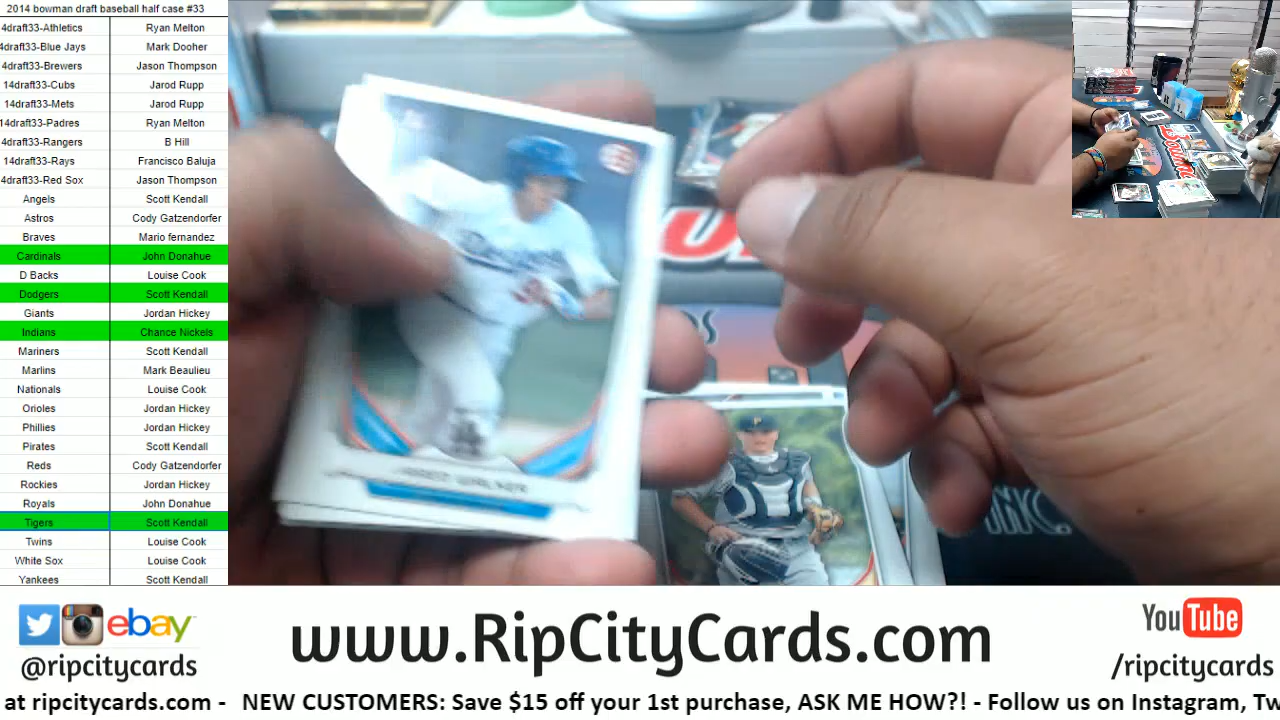 2014 bowman draft baseball half case #33
4draft33-Athletics Ryan Melton
4draft33-Blue Jays Mark Dooher
4draft33-Brewers Jason Thompson
14draft33-Cubs Jarod Rupp
14draft33-Mets Jarod Rupp
4draft33-Padres Ryan Melton
4draft33-Rangers B Hill
14draft33-Rays Francisco Baluja
4draft33-Red Sox Jason Thompson
Angels Scott Kendall
Astros Cody Gatzendorfer
Braves Mario fernandez
Cardinals John Donahue
D Backs Louise Cook
Dodgers Scott Kendall
Giants Jordan Hickey
Indians Chance Nickels
Mariners Scott Kendall
Marlins Mark Beaulieu
Nationals Louise Cook
Orioles Jordan Hickey
Phillies Jordan Hickey
Pirates Scott Kendall
Reds Cody Gatzendorfer
Rockies Jordan Hickey
Royals John Donahue
Tigers Scott Kendall
Twins Louise Cook
White Sox Louise Cook
Yankees Scott Kendall
ebay
@ripcitycards
www.RipCityCards.com
YouTube
/ripcitycards
at ripcitycards.com - NEW CUSTOMERS: Save $15 off your 1st purchase, ASK ME HOW?! - Follow us on Instagram, Tw